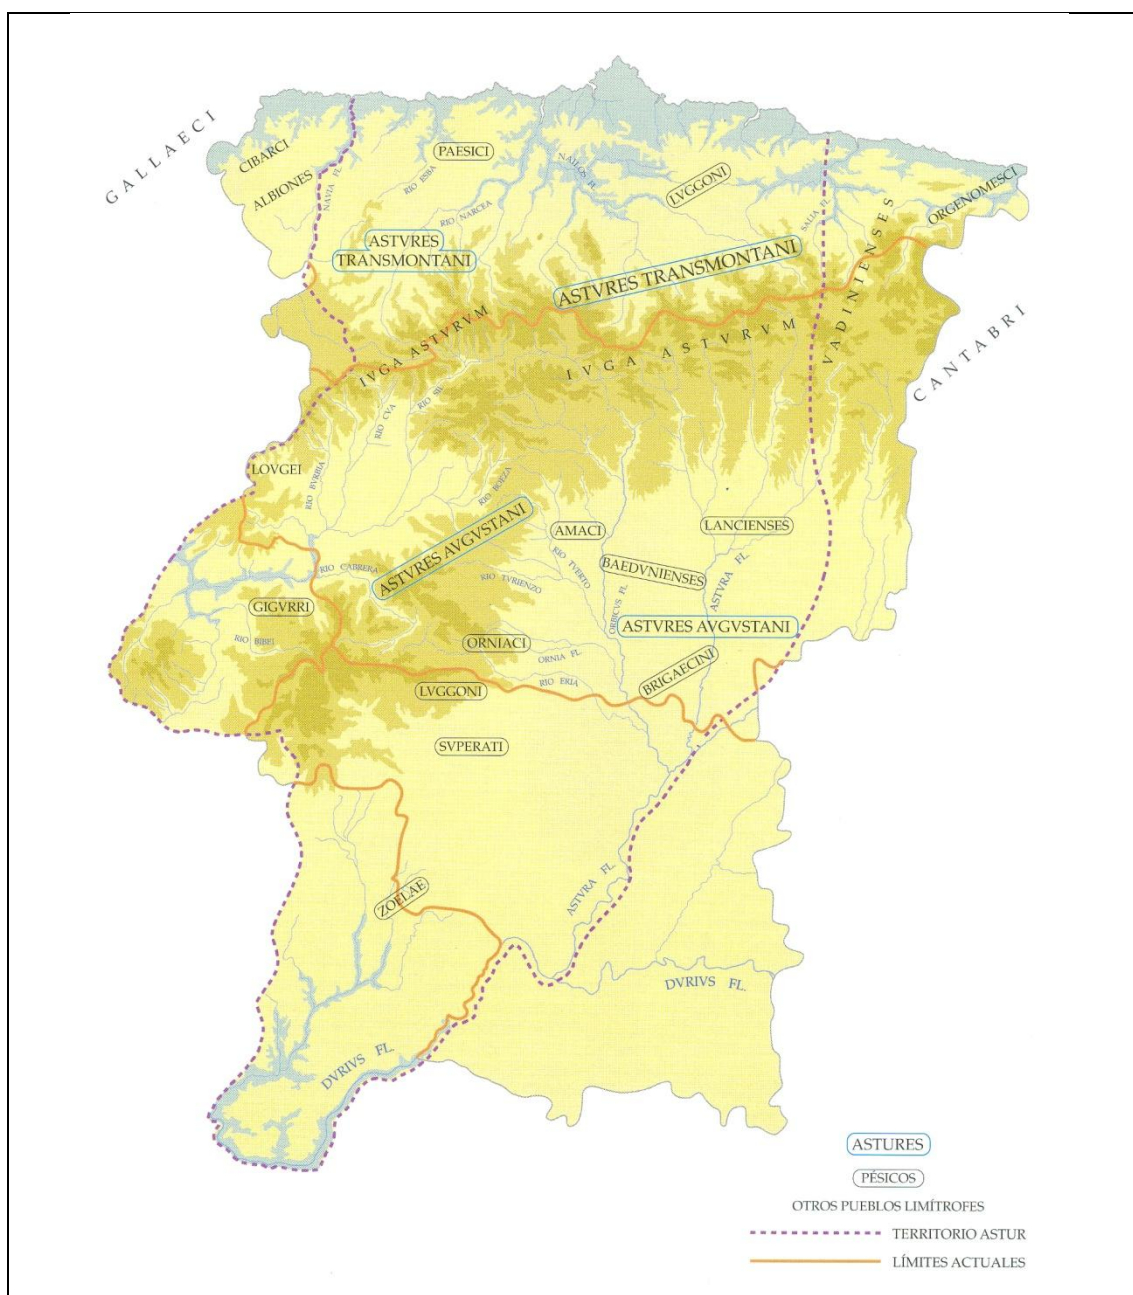 GALLAECI
CIBARCI
ALBIONES
NAVIA FL.
PAESICI
RIO ESBA
RIO NARCEA
NAILOS FL.
LVGGONI
SALIA FL.
ORGENOMESCI
ASTVRES
TRANSMONTANI
ASTVRES TRANSMONTANI
VADINIENSES
CANTABRI
IVGA ASTVRVM
IVGA ASTVRVM
RIO CVA
RIO SIL
LOVGEI
RIO BVRBIA
RIO BOEZA
ASTVRES AVGVSTANI
AMACI
LANCIENSES
RIO TVERTO
BAEDVNIENSES
ASTVRA FL.
RIO CABRERA
RIO TVRIENZO
ORBICVS FL.
GIGVRRI
RIO BIBEI
ASTVRES AVGVSTANI
ORNIACI
ORNIA FL.
BRIGAECINI
LVGGONI
RIO ERIA
SVPERATI
ZOELAE
ASTVRA FL.
DVRIVS FL.
DVRIVS FL.
ASTURES
PÉSICOS
OTROS PUEBLOS LIMÍTROFES
TERRITORIO ASTUR
LÍMITES ACTUALES